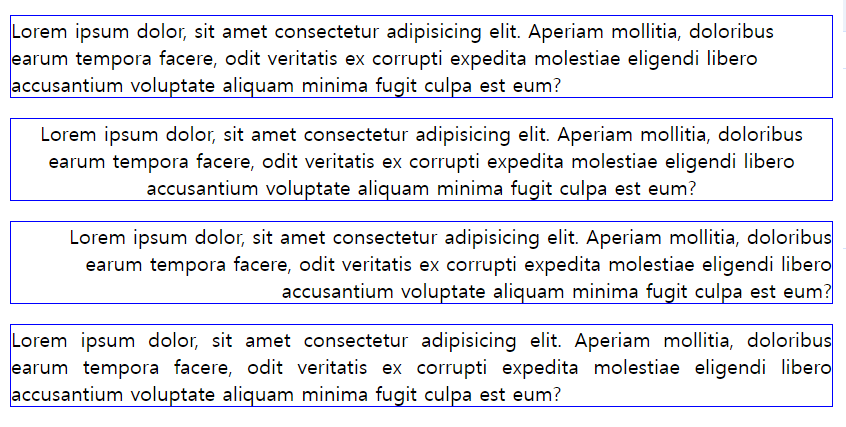 Lorem ipsum dolor, sit amet consectetur adipisicing elit. Aperiam mollitia, doloribus
earum tempora facere, odit veritatis ex corrupti expedita molestiae eligendi libero
accusantium voluptate aliquam minima fugit culpa est eum?
Lorem ipsum dolor, sit amet consectetur adipisicing elit. Aperiam mollitia, doloribus
earum tempora facere, odit veritatis ex corrupti expedita molestiae eligendi libero
accusantium voluptate aliquam minima fugit culpa est eum?
Lorem ipsum dolor, sit amet consectetur adipisicing elit. Aperiam mollitia, doloribus
earum tempora facere, odit veritatis ex corrupti expedita molestiae eligendi libero
accusantium voluptate aliquam minima fugit culpa est eum?
Lorem ipsum dolor, sit amet consectetur adipisicing elit. Aperiam mollitia, doloribus
earum tempora facere, odit veritatis ex corrupti expedita molestiae eligendi libero
accusantium voluptate aliquam minima fugit culpa est eum?